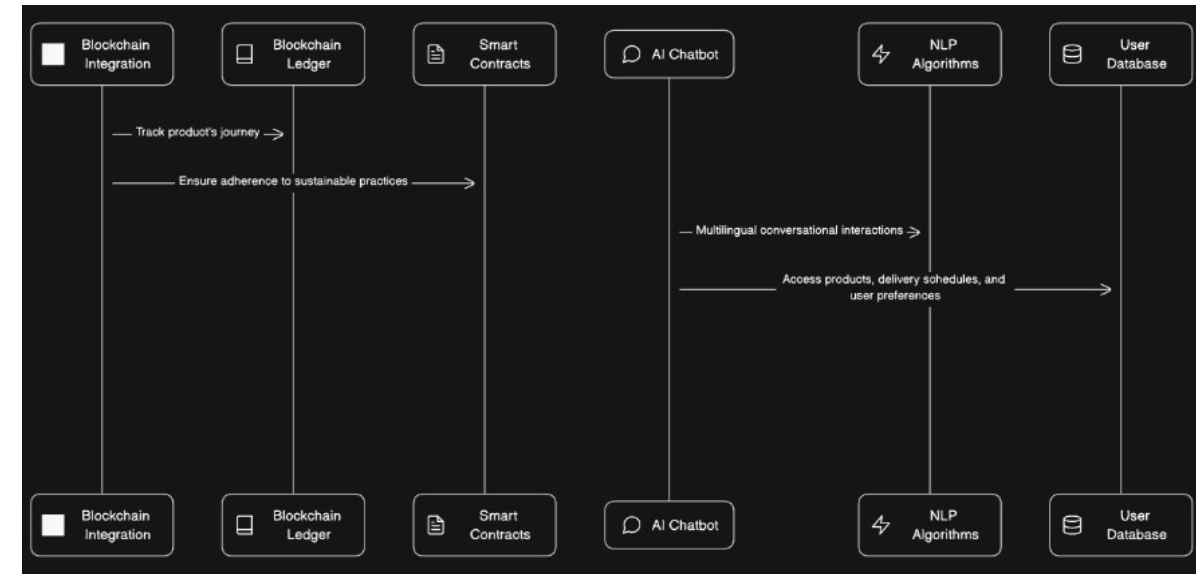 Blockchain
Integration
Blockchain
Ledger
Smart
Contracts
AI Chatbot
NLP
Algorithms
User
Database
Track product's journey
Ensure adherence to sustainable practices
Multilingual conversational interactions
Access products, delivery schedules, and
user preferences
Blockchain
Integration
Blockchain
Ledger
Smart
Contracts
AI Chatbot
NLP
Algorithms
User
Database